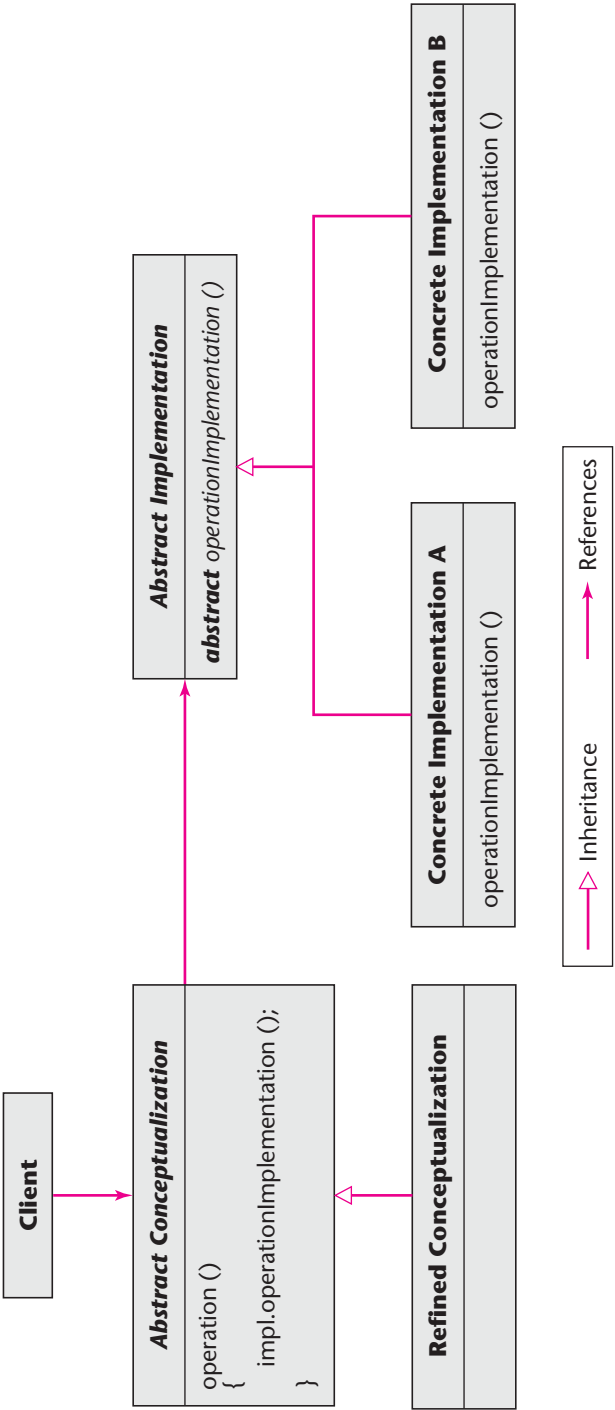 Client
Abstract Conceptualization
operation ()
{
impl.operationImplementation ();
}
Refined Conceptualization
Abstract Implementation
abstract operationImplementation ()
Concrete Implementation A
operationImplementation ()
Concrete Implementation B
operationImplementation ()
Inheritance
References